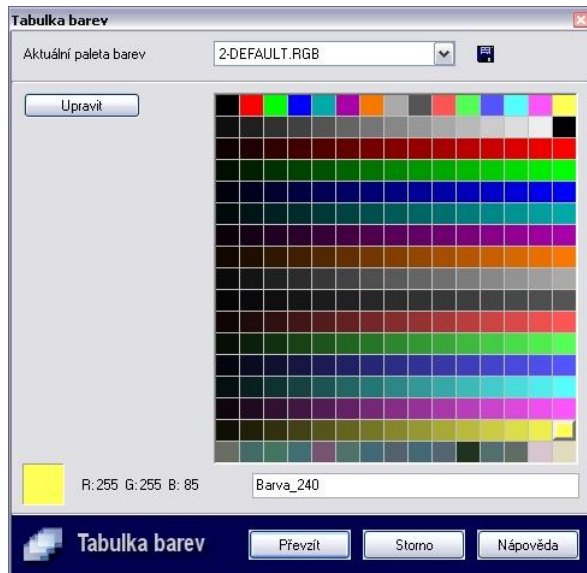 Tabulka barev
Aktuální paleta barev 2-DEFAULT.RGB
Upravit
R:255 G:255 B: 85 Barva_240
Tabulka barev Převzít Storno Nápověda